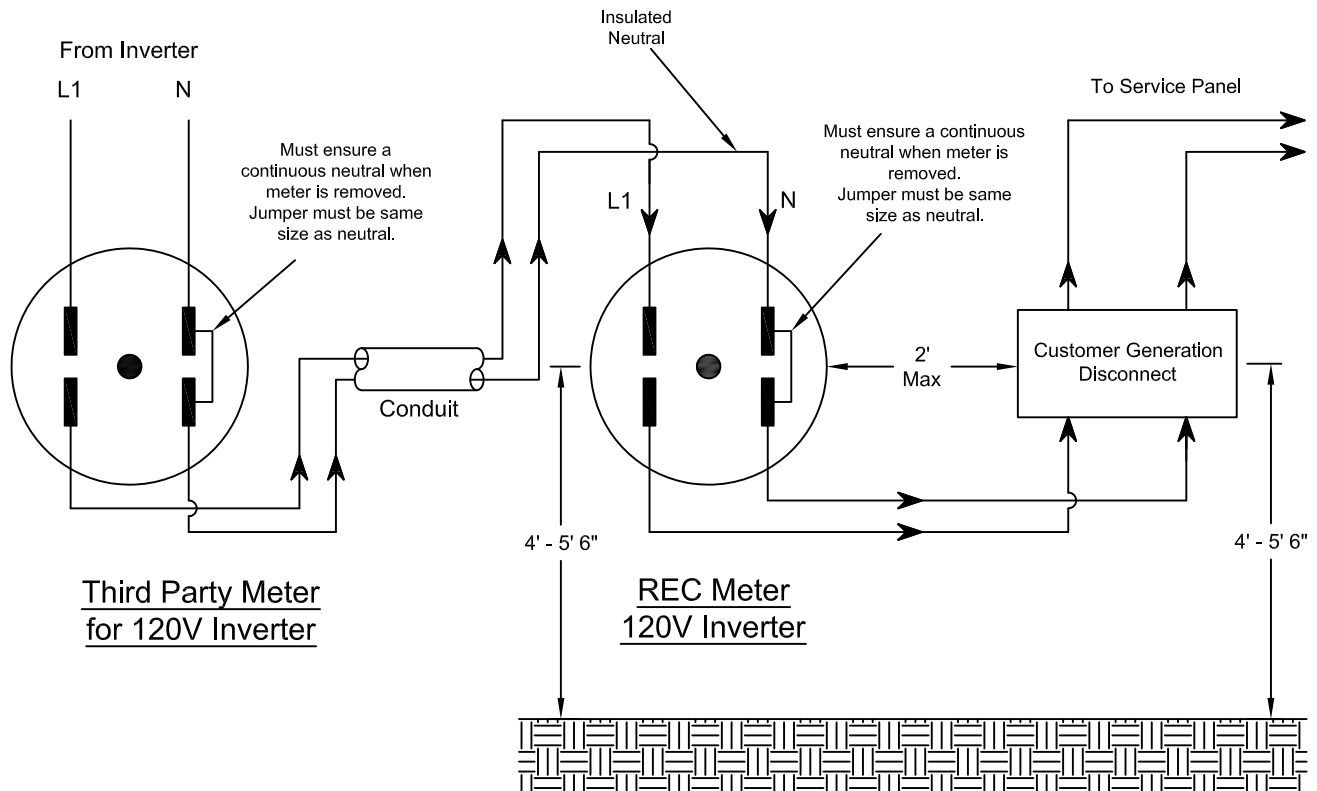 From Inverter
L1
N
Must ensure a
continuous neutral when
meter is removed.
Jumper must be same
size as neutral.
Insulated
Neutral
Must ensure a continuous
neutral when meter is
removed.
Jumper must be same
size as neutral.
To Service Panel
L1
N
Conduit
2'
Max
Customer Generation
Disconnect
4' - 5' 6"
4' - 5' 6"
Third Party Meter
for 120V Inverter
REC Meter
120V Inverter